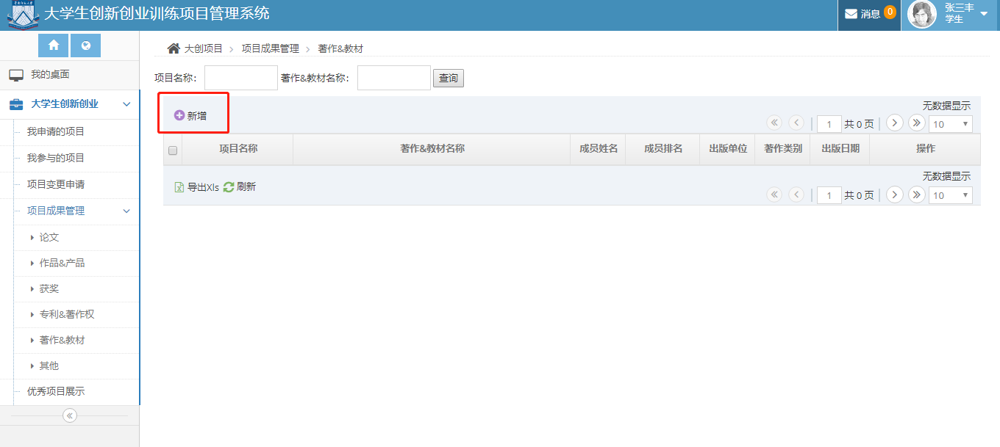 大学生创新创业训练项目管理系统
消息 0
张三丰
学生
我的桌面
大学生创新创业
我申请的项目
我参与的项目
项目变更申请
项目成果管理
论文
作品&产品
获奖
专利&著作权
著作&教材
其他
优秀项目展示
大创项目 > 项目成果管理 > 著作&教材
项目名称： 著作&教材名称： 查询
新增
无数据显示
1 共 0 页 10
项目名称 著作&教材名称 成员姓名 成员排名 出版单位 著作类别 出版日期 操作
导出Xls 刷新
无数据显示
1 共 0 页 10